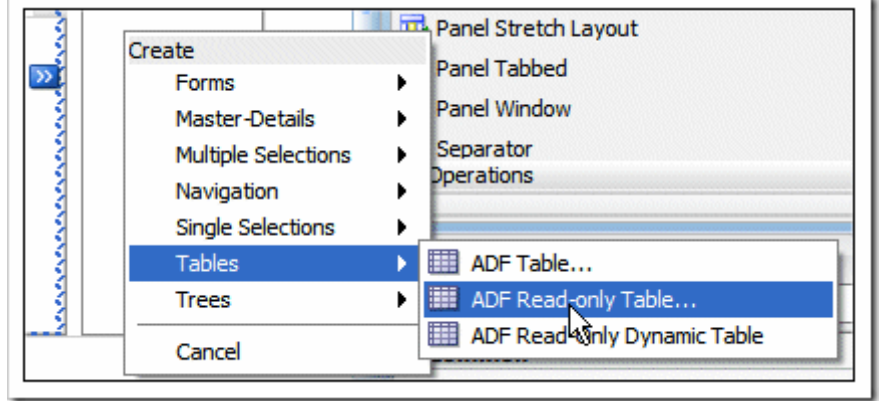 Panel Stretch Layout
Create
Panel Tabbed
Forms
Panel Window
Master-Details
Multiple Selections
Separator
Operations
Navigation
Single Selections
Tables
ADF Table...
Trees
ADF Read-only Table...
ADF Read-only Dynamic Table
Cancel